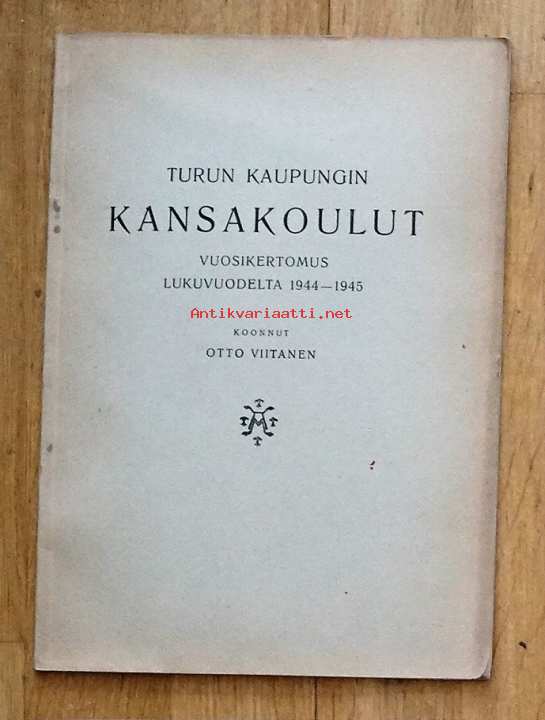 TURUN KAUPUNGIN
KANSAKOULUT
VUOSIKERTOMUS
LUKUVUODELTA 1944—1945
Antikvariaatti.net
KOONNUT
OTTO VIITANEN